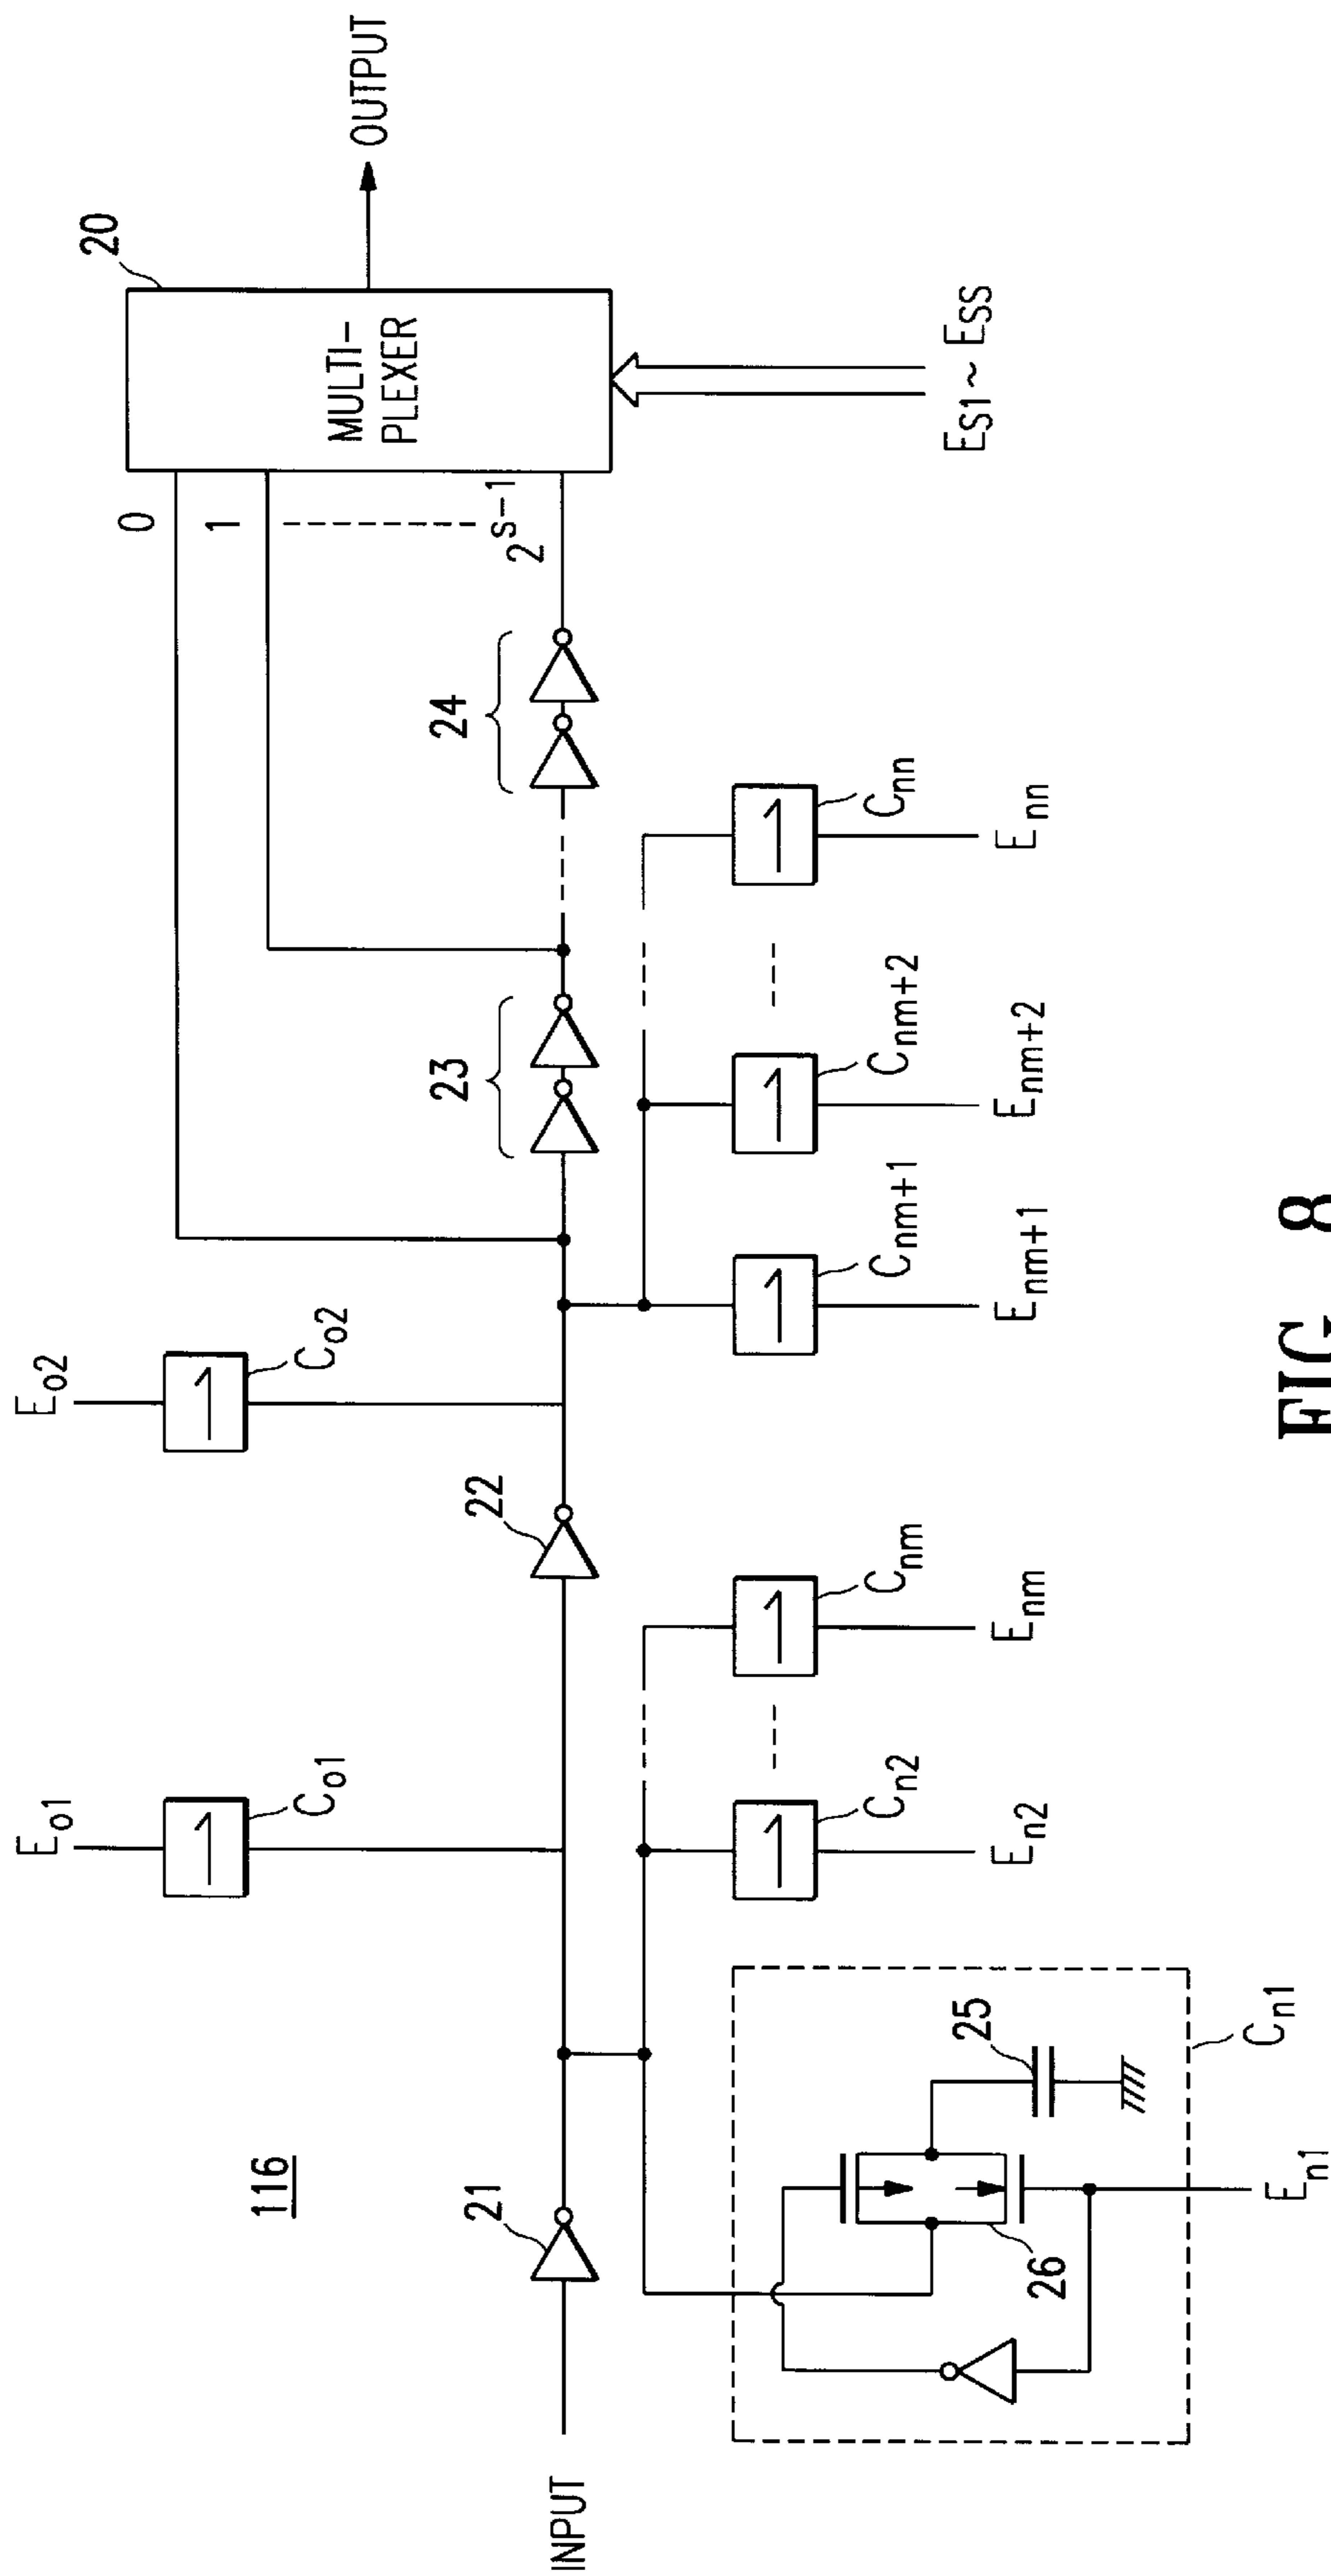 116
INPUT
21
E_o1
C_o1
22
E_o2
C_o2
23
24
0
1
2^s-1
20
MULTI-
PLEXER
OUTPUT
E_S1 ~ E_SS
25
26
C_n1
E_n1
C_n2
E_n2
C_nm
E_nm
C_nm+1
E_nm+1
C_nm+2
E_nm+2
C_nn
E_nn
FIG. 8